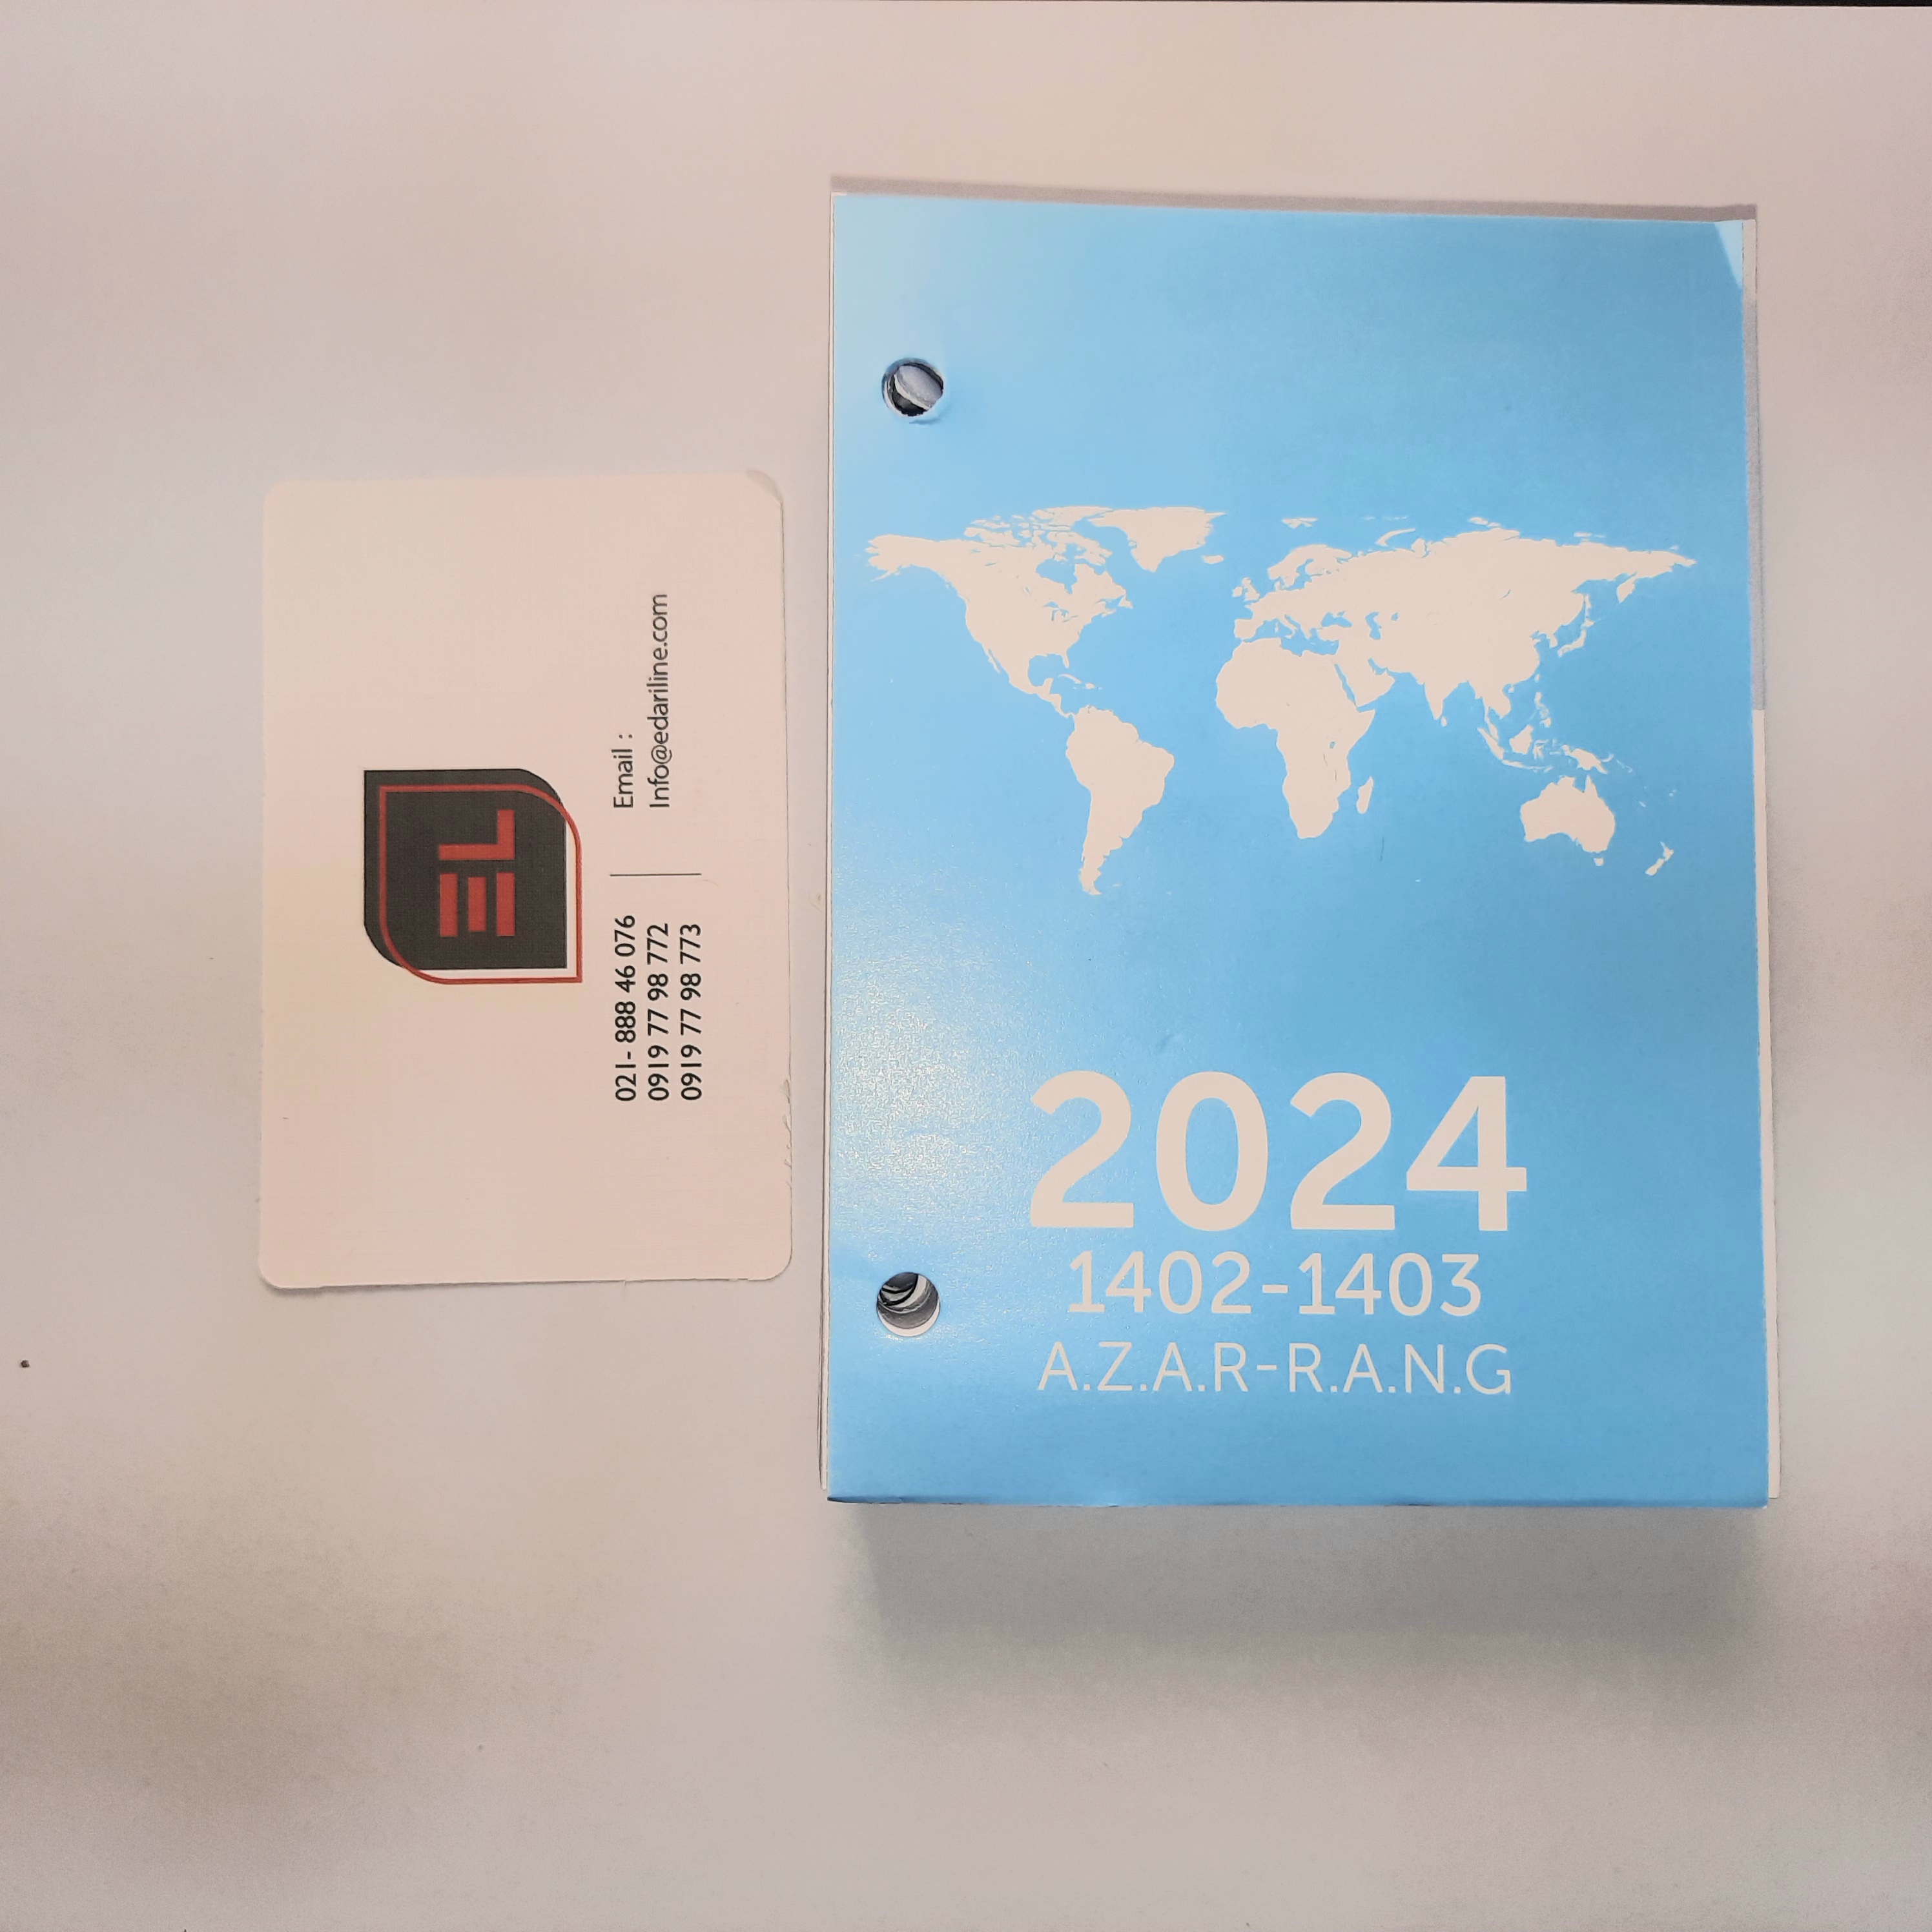 EL
021- 888 46 076
0919 77 98 772
0919 77 98 773
Email :
Info@edariline.com
2024
1402-1403
A.Z.A.R-R.A.N.G